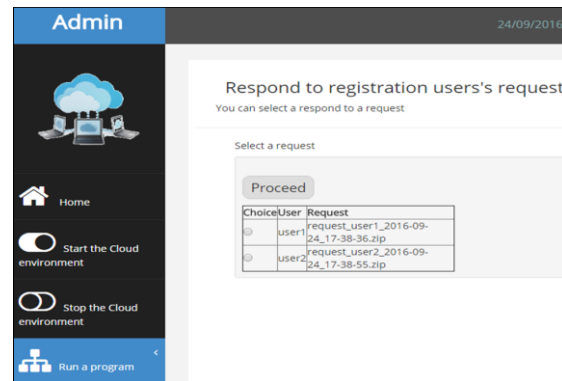 Admin
24/09/2016
Respond to registration users's request
You can select a respond to a request
Select a request
Proceed
Choice User Request
user1 request_user1_2016-09-
24_17-38-36.zip
user2 request_user2_2016-09-
24_17-38-55.zip
Home
Start the Cloud
environment
Stop the Cloud
environment
Run a program